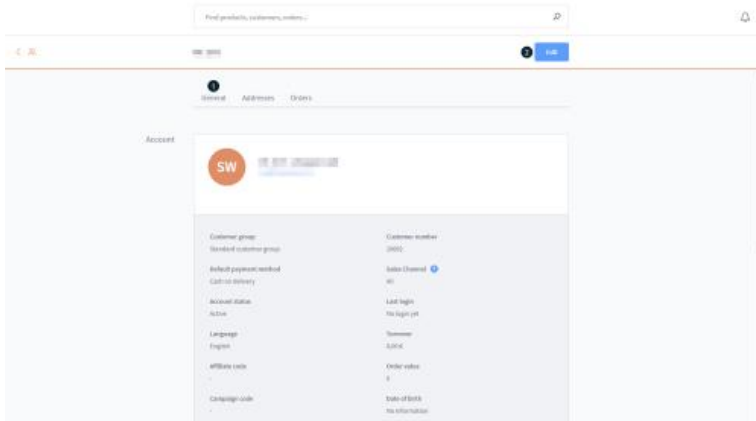 Find products, customers, orders...
2 Edit
1
General Addresses Orders
Account
SW
Customer group
Standard customer group
Customer number
Default payment method
Cash on delivery
Sales Channel
Account status
Active
Last login
No login yet
Language
English
Turnover
Affiliate code
-
Order value
0
Campaign code
-
Date of birth
No information